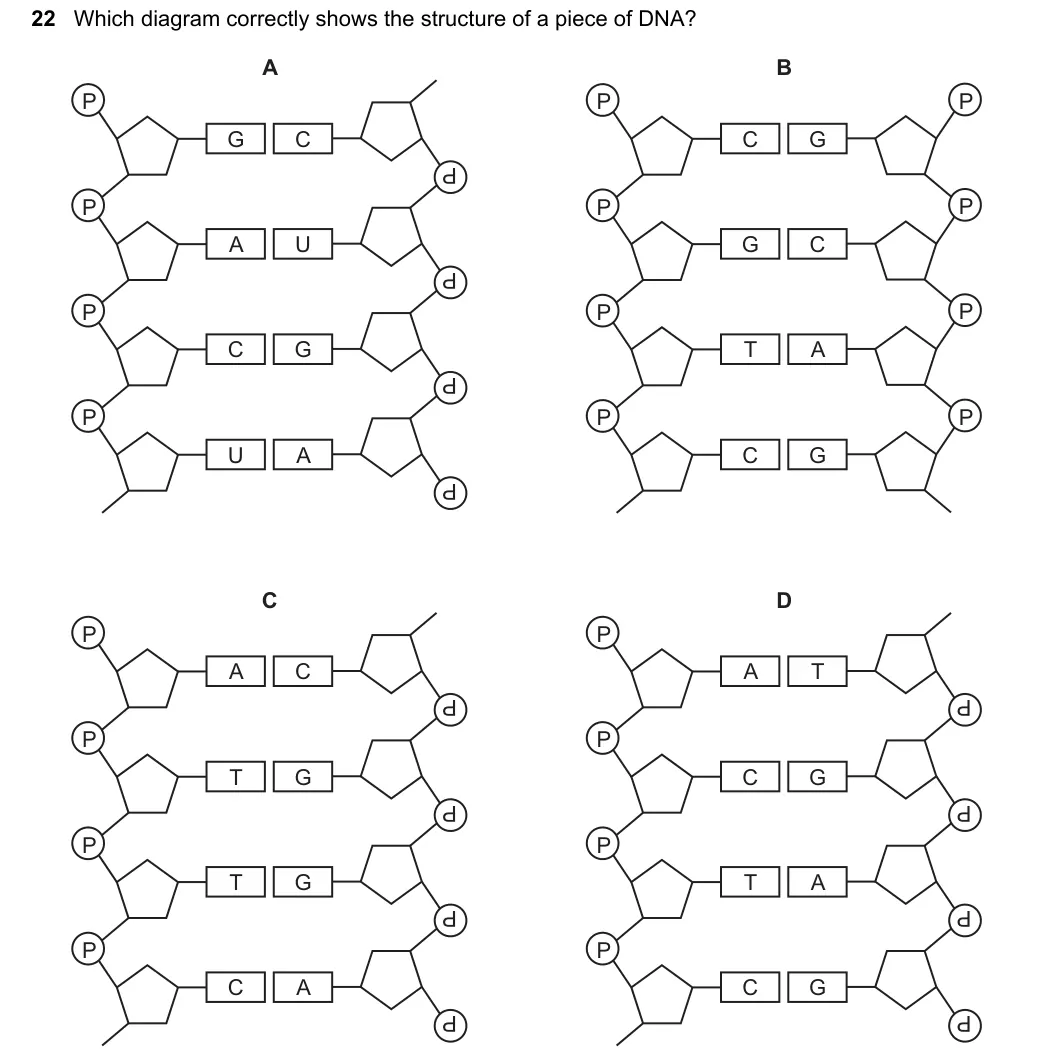 22 Which diagram correctly shows the structure of a piece of DNA?
A B
P P P
G C C G
P
P P P
A U G C
P
P P P
C G T A
P
P P P
U A C G
P
C D
P P
A C A T
P P
P P
T G C G
P P
P P
T G T A
P P
P P
C A C G
P P